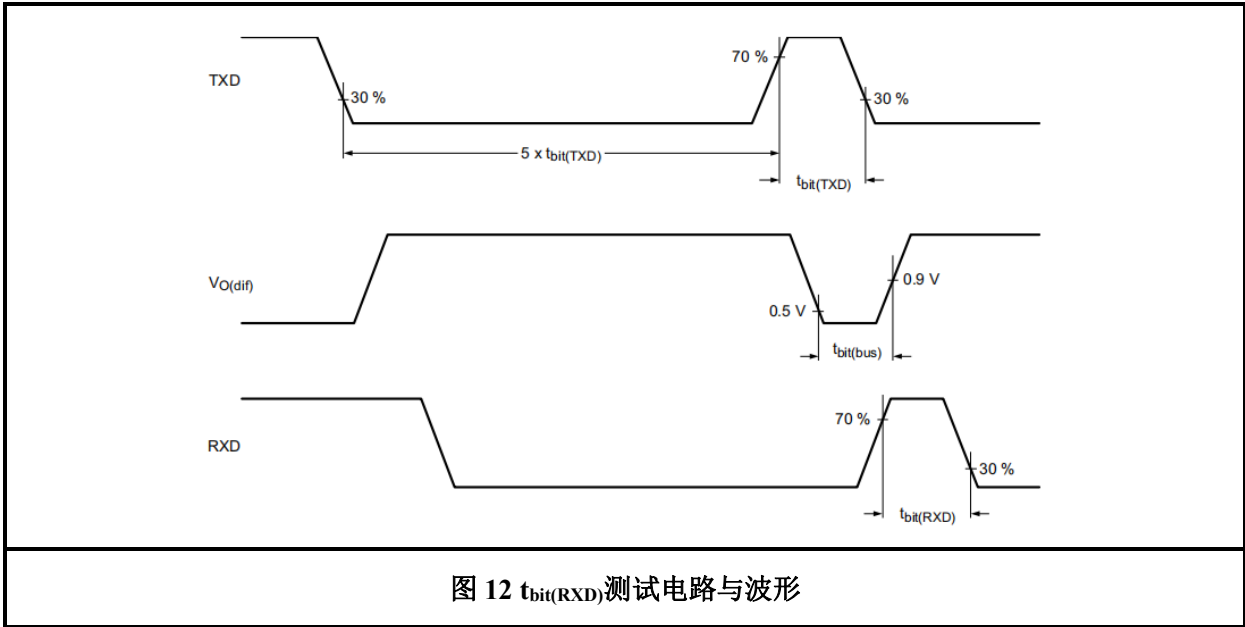 TXD
70 %
30 %
30 %
5 x tbit(TXD)
tbit(TXD)
VO(dif)
0.9 V
0.5 V
tbit(bus)
RXD
70 %
30 %
tbit(RXD)
图 12 tbit(RXD)测试电路与波形